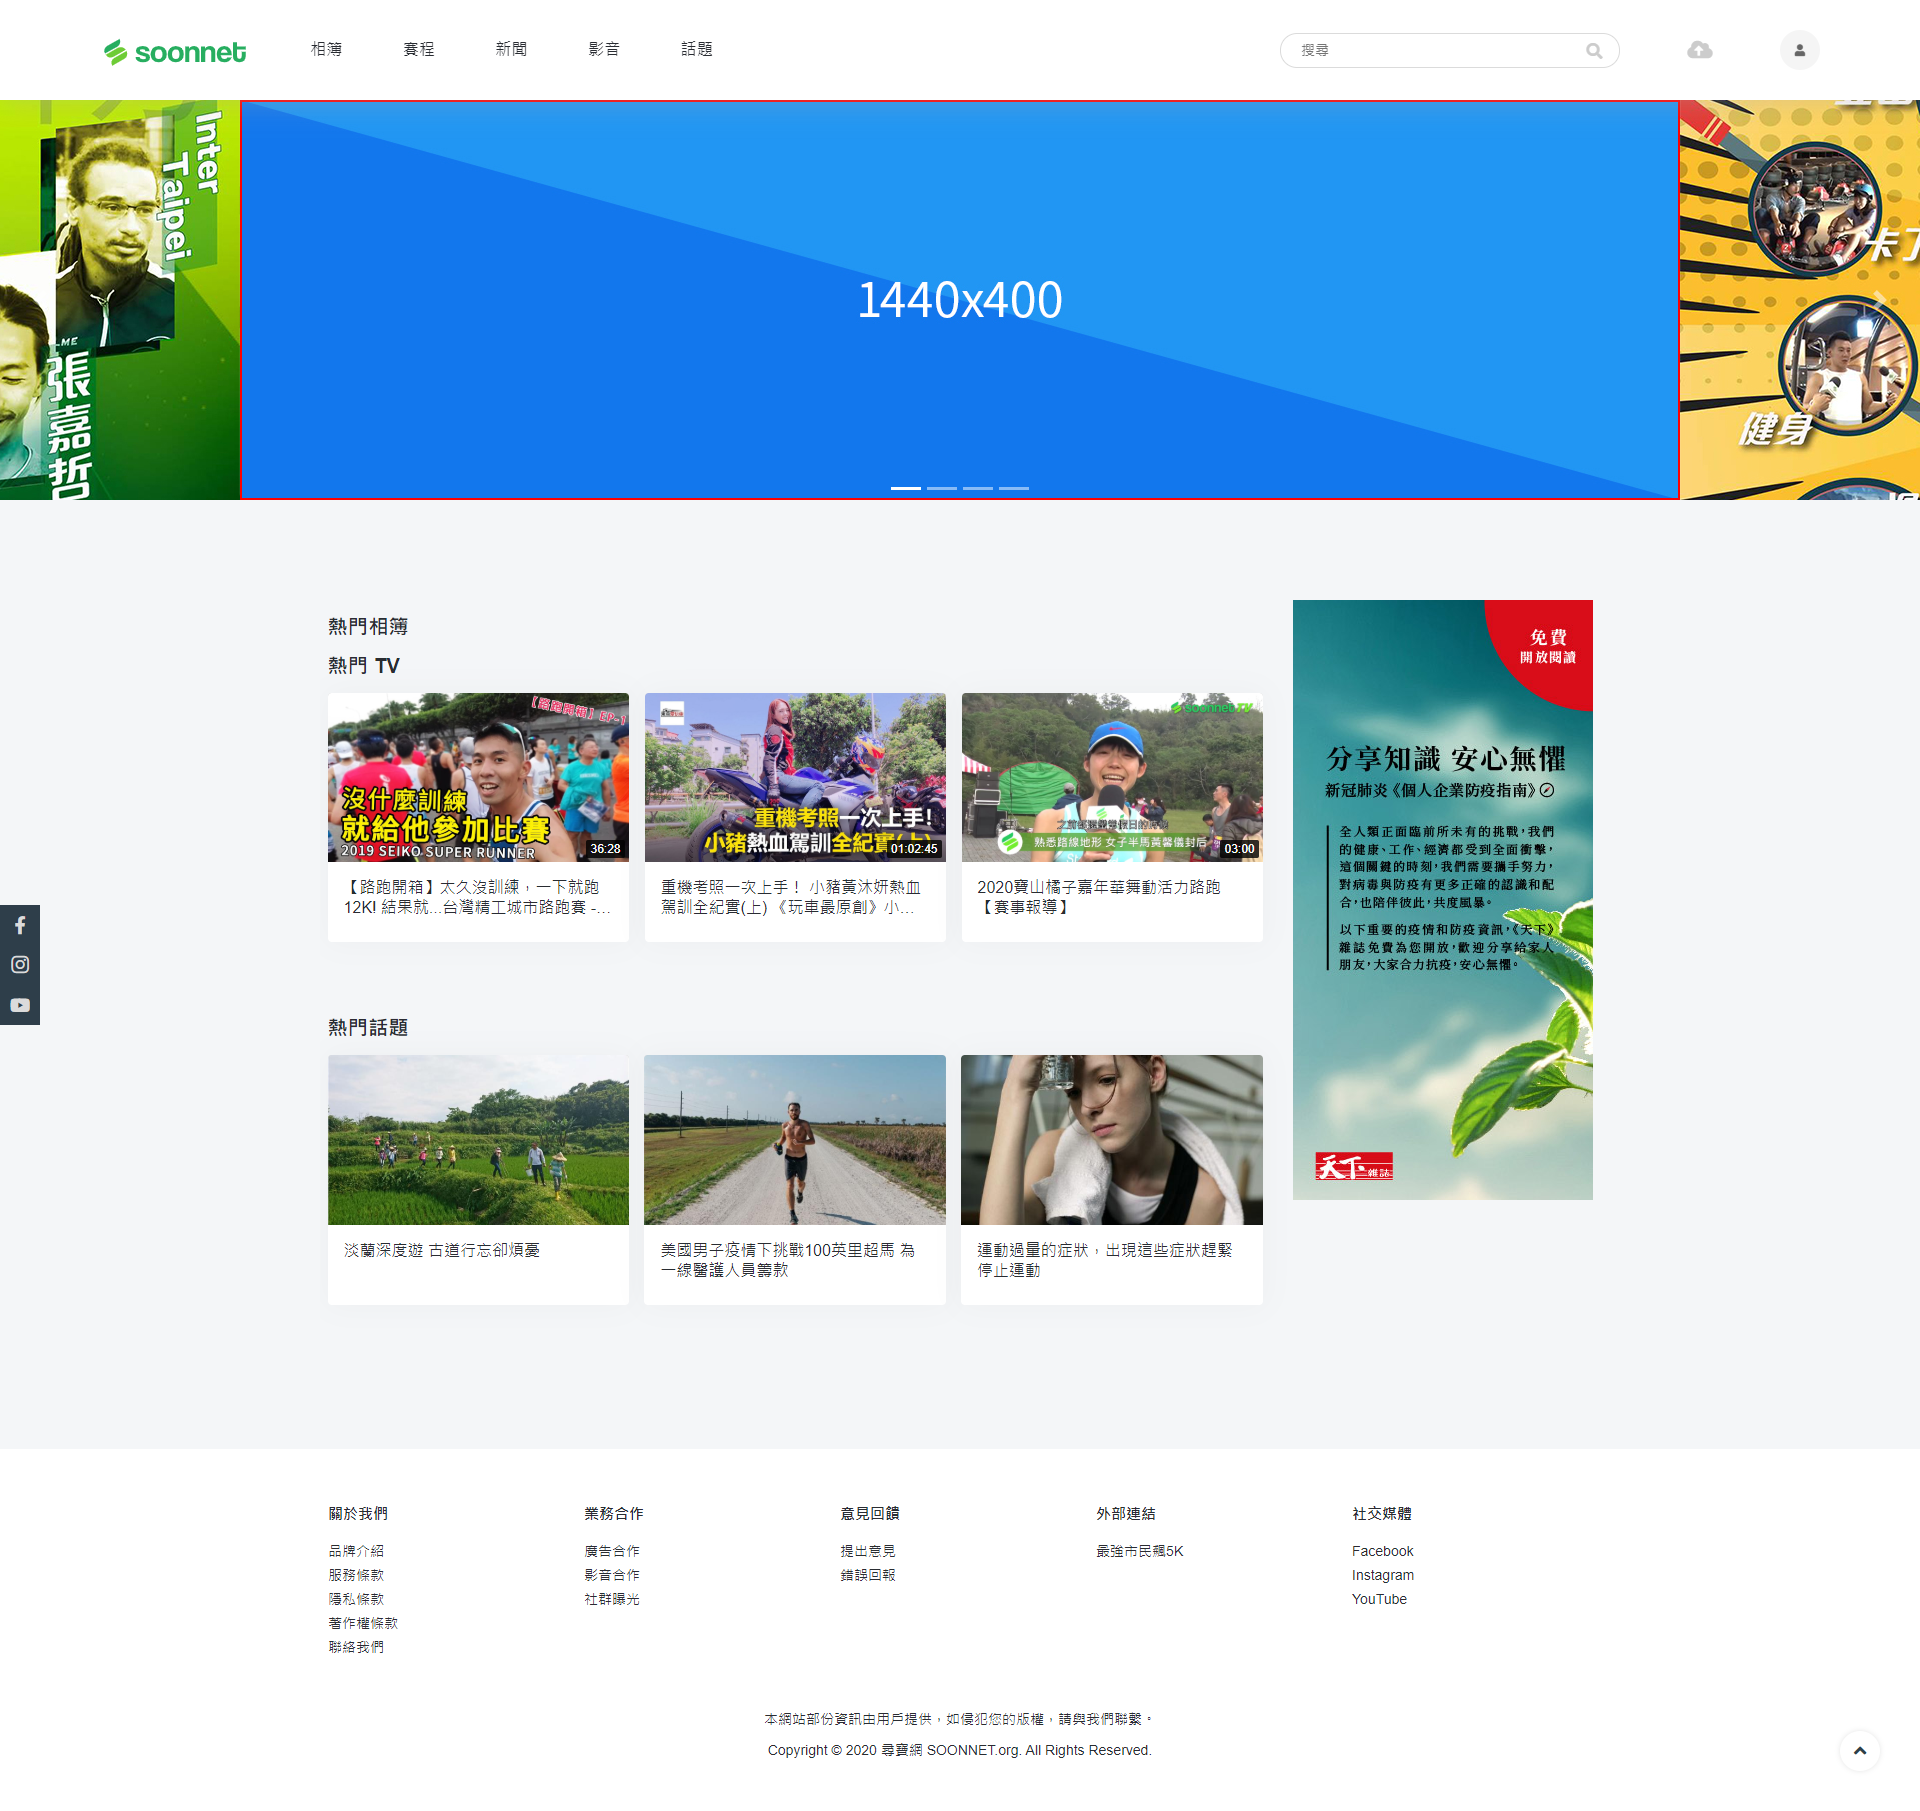 soonnet
相簿
賽程
新聞
影音
話題
搜尋
Inter
Taipei
張嘉哲
1440x400
卡丁
健身
熱門相簿
熱門 TV
【路跑開箱】EP-1
沒什麼訓練
就給他參加比賽
2019 SEIKO SUPER RUNNER
36:28
重機考照一次上手!
小豬熱血駕訓全紀實(上)
01:02:45
soonnet TV
熟悉路線地形 女子半馬黃馨儀封后
03:00
【路跑開箱】太久沒訓練，一下就跑
12K! 結果就...台灣精工城市路跑賽 -...
重機考照一次上手！ 小豬黃沐妍熱血
駕訓全紀實(上) 《玩車最原創》小...
2020寶山橘子嘉年華舞動活力路跑
【賽事報導】
免費
開放閱讀
分享知識 安心無懼
新冠肺炎《個人企業防疫指南》
全人類正面臨前所未有的挑戰，我們
的健康、工作、經濟都受到全面衝擊，
這個關鍵的時刻，我們需要攜手努力，
對病毒與防疫有更多正確的認識和配
合，也陪伴彼此，共度風暴。
以下重要的疫情和防疫資訊，《天下》
雜誌免費為您開放，歡迎分享給家人
朋友，大家合力抗疫，安心無懼。
天下雜誌
熱門話題
淡蘭深度遊 古道行忘卻煩憂
美國男子疫情下挑戰100英里超馬 為
一線醫護人員籌款
運動過量的症狀，出現這些症狀趕緊
停止運動
關於我們
品牌介紹
服務條款
隱私條款
著作權條款
聯絡我們
業務合作
廣告合作
影音合作
社群曝光
意見回饋
提出意見
錯誤回報
外部連結
最強市民飆5K
社交媒體
Facebook
Instagram
YouTube
本網站部份資訊由用戶提供，如侵犯您的版權，請與我們聯繫。
Copyright © 2020 尋寶網 SOONNET.org. All Rights Reserved.